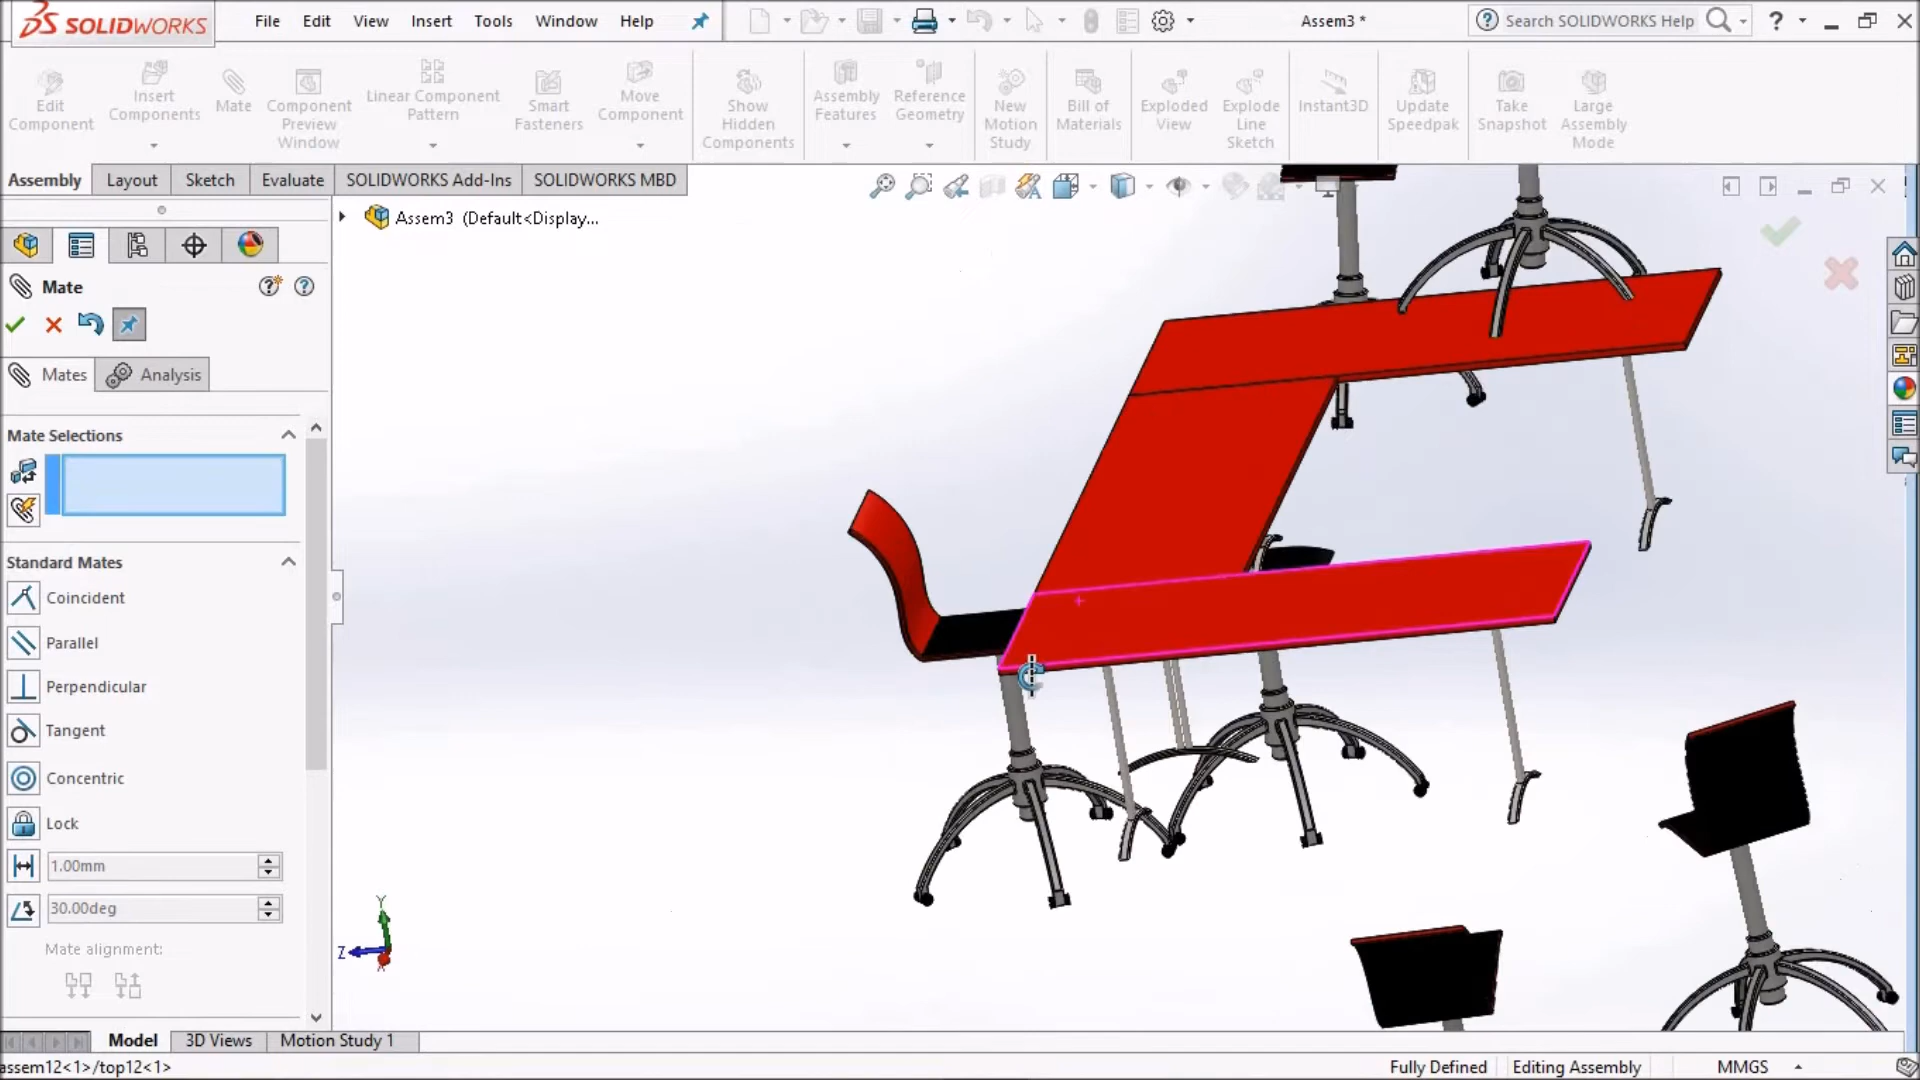 SOLIDWORKS File Edit View Insert Tools Window Help Assem3 * Search SOLIDWORKS Help ?
Edit Component
Insert Components
Mate
Component Preview Window
Linear Component Pattern
Smart Fasteners
Move Component
Show Hidden Components
Assembly Features
Reference Geometry
New Motion Study
Bill of Materials
Exploded View
Explode Line Sketch
Instant3D
Update Speedpak
Take Snapshot
Large Assembly Mode
Assembly Layout Sketch Evaluate SOLIDWORKS Add-Ins SOLIDWORKS MBD
Assem3 (Default<Display...
Mate
Mates Analysis
Mate Selections
Standard Mates
Coincident
Parallel
Perpendicular
Tangent
Concentric
Lock
1.00mm
30.00deg
Mate alignment:
Y
Z
X
Model 3D Views Motion Study 1
assem12<1>/top12<1> Fully Defined Editing Assembly MMGS